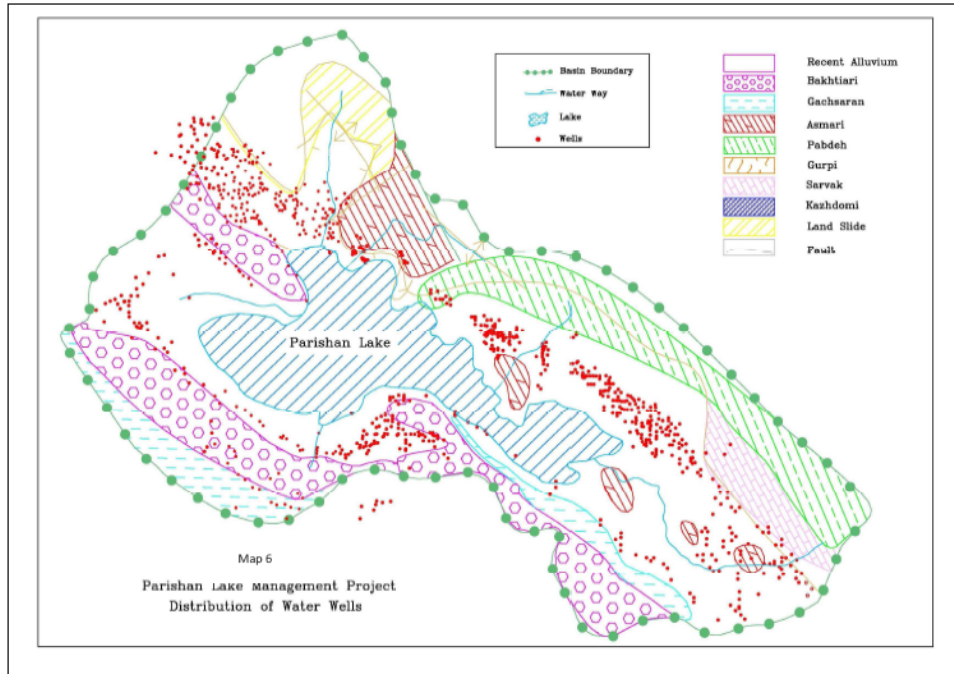 Basin Boundary
Water Way
Lake
Wells
Recent Alluvium
Bakhtiari
Gachsaran
Asmari
Pabdeh
Gurpi
Sarvak
Kazhdomi
Land Slide
Fault
Parishan Lake
Map 6
Parishan Lake Management Project
Distribution of Water Wells